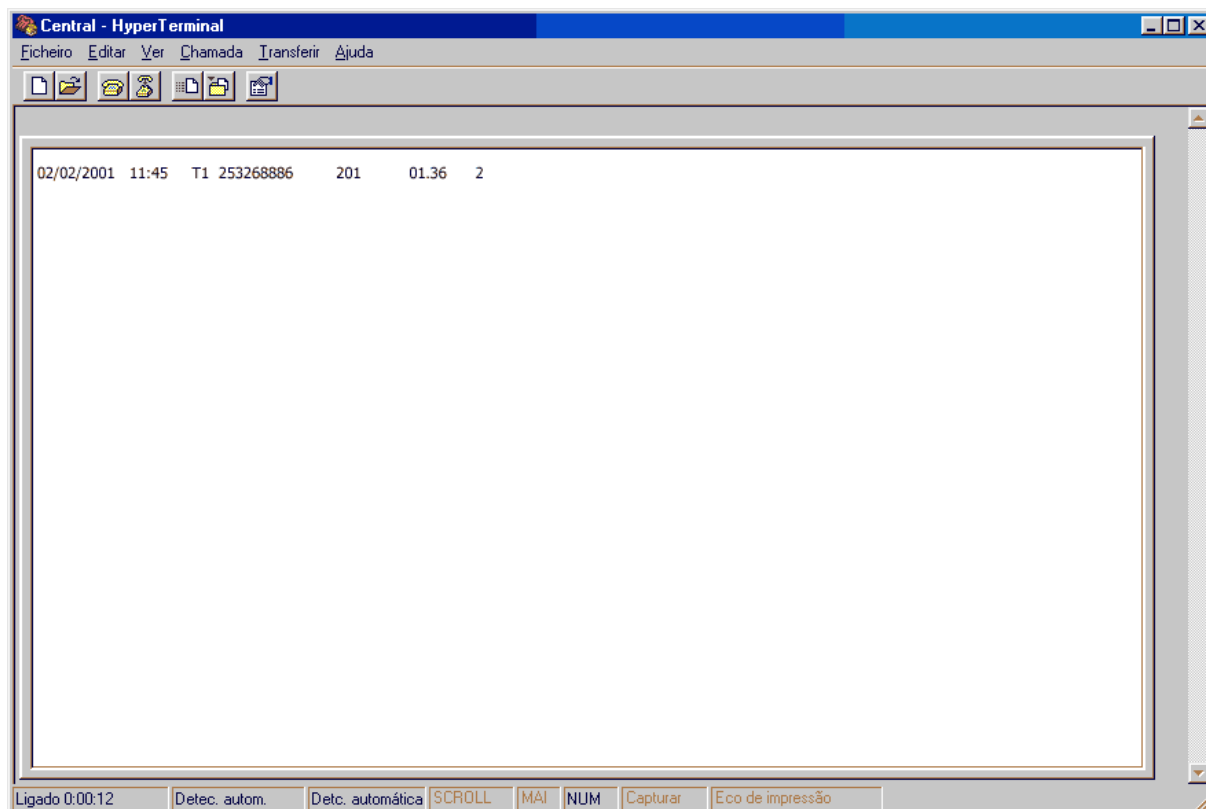 Central - HyperTerminal
Ficheiro Editar Ver Chamada Transferir Ajuda
02/02/2001 11:45 T1 253268886 201 01.36 2
Ligado 0:00:12 Detec. autom. Detc. automática SCROLL MAI NUM Capturar Eco de impressão